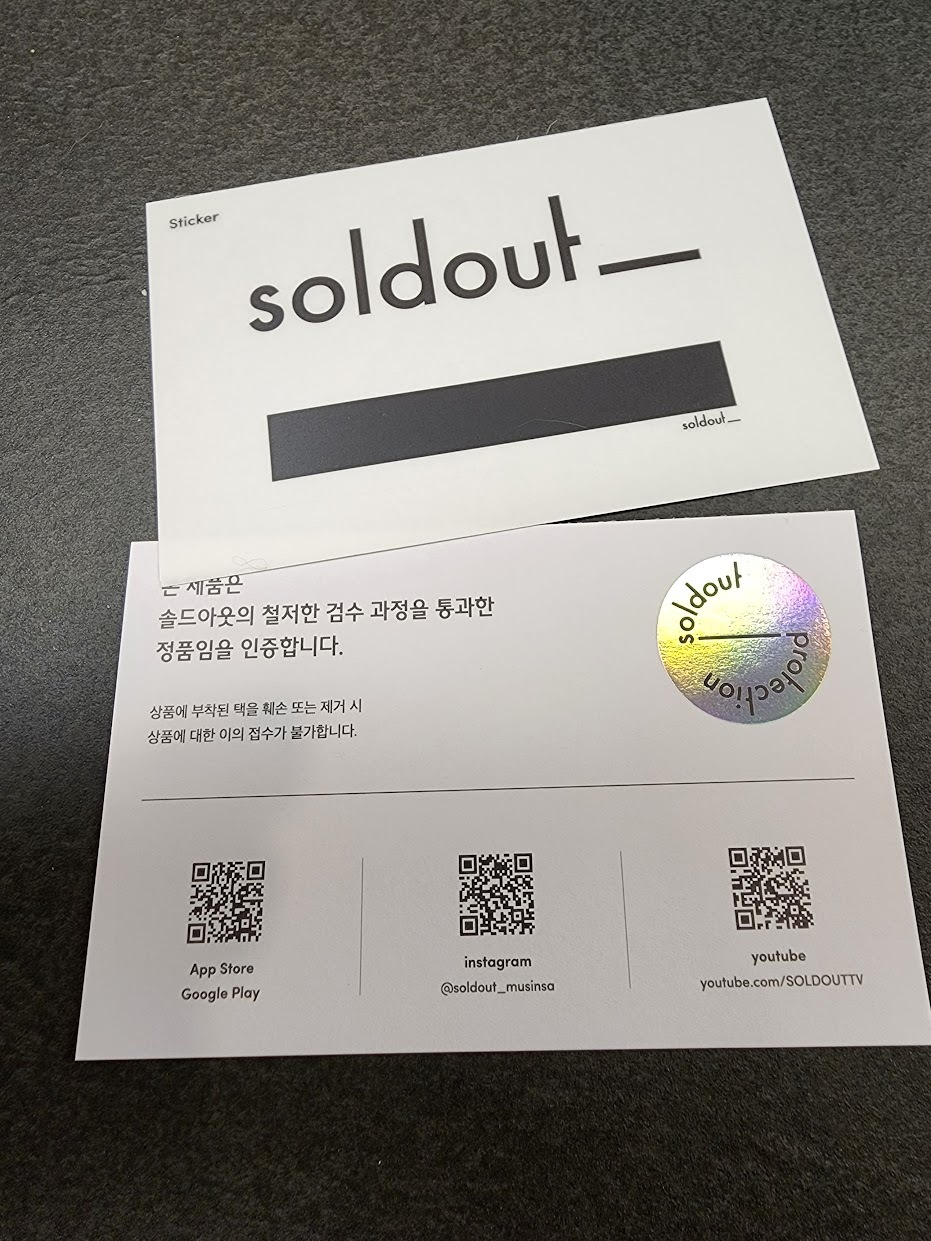 Sticker
soldout_
soldout_
제품은
솔드아웃의 철저한 검수 과정을 통과한
정품임을 인증합니다.
soldout
protection
상품에 부착된 택을 훼손 또는 제거 시
상품에 대한 이의 접수가 불가합니다.
App Store
Google Play
instagram
@soldout_musinsa
youtube
youtube.com/SOLDOUTTV